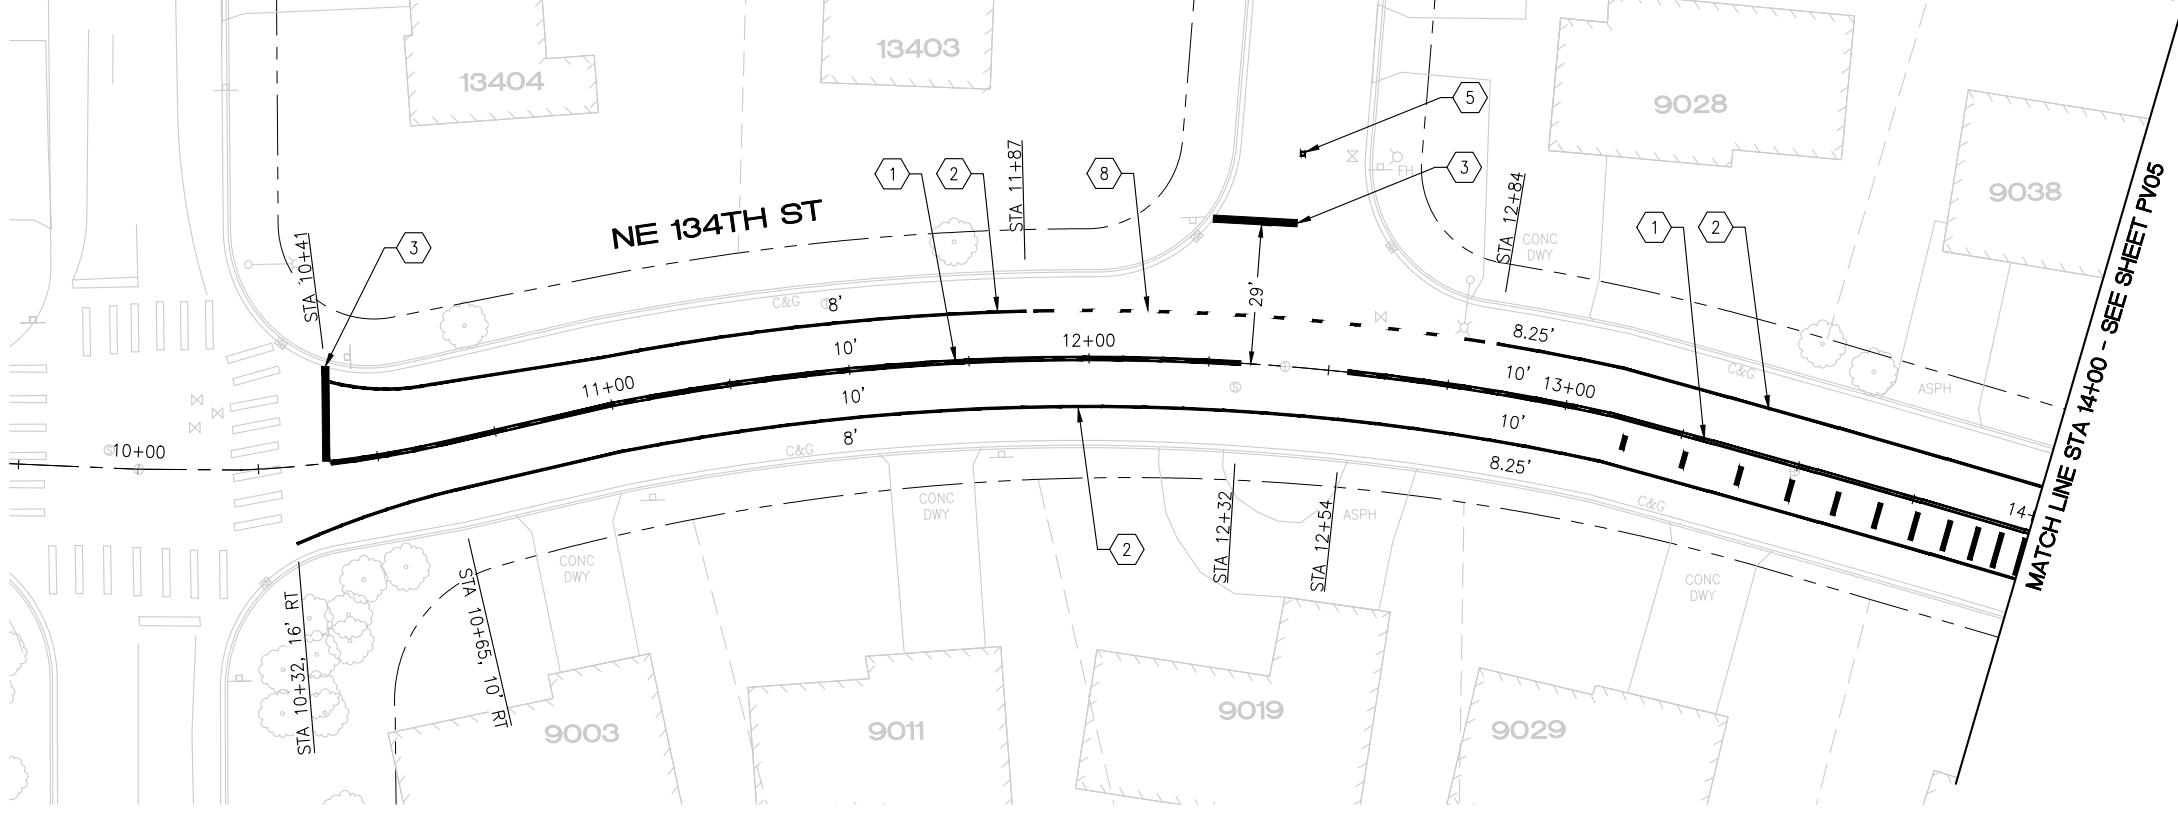 13404
13403
9028
9038
5
3
FH
1
2
8
STA 11+87
STA 12+84
1
2
NE 134TH ST
CONC
DWY
3
STA 10+41
C&G
8'
29'
8.25'
10'
12+00
10'
13+00
C&G
ASPH
11+00
10'
10'
8'
8.25'
C&G
S
S
10+00
14+
C&G
MATCH LINE STA 14+00 - SEE SHEET PV05
CONC
DWY
STA 12+32
STA 12+54
ASPH
2
CONC
DWY
CONC
DWY
STA 10+32, 16' RT
STA 10+65, 10' RT
9003
9011
9019
9029